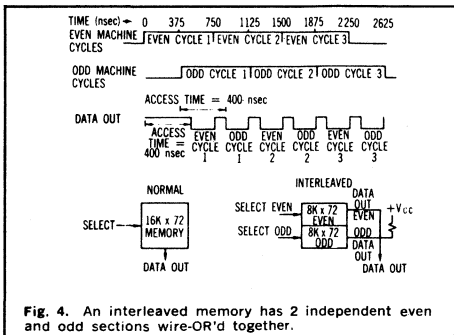 TIME (nsec) → 0 375 750 1125 1500 1875 2250 2625
EVEN MACHINE CYCLES
EVEN CYCLE 1 EVEN CYCLE 2 EVEN CYCLE 3
ODD MACHINE CYCLES
ODD CYCLE 1 ODD CYCLE 2 ODD CYCLE 3
ACCESS TIME = 400 nsec
DATA OUT
ACCESS TIME = 400 nsec
EVEN CYCLE 1
ODD CYCLE 1
EVEN CYCLE 2
ODD CYCLE 2
EVEN CYCLE 3
ODD CYCLE 3
NORMAL
SELECT
16K x 72 MEMORY
DATA OUT
INTERLEAVED
SELECT EVEN
8K x 72 EVEN
DATA OUT EVEN
+VCC
SELECT ODD
8K x 72 ODD
ODD DATA OUT
DATA OUT
Fig. 4. An interleaved memory has 2 independent even
and odd sections wire-OR'd together.